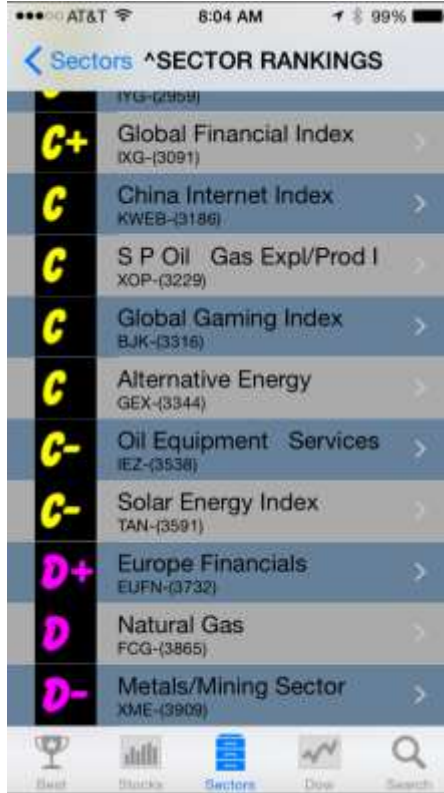 AT&T 8:04 AM 99%
Sectors ^SECTOR RANKINGS
IYG-(2959)
C+ Global Financial Index
IXG-(3091)
C China Internet Index
KWEB-(3186)
C S P Oil Gas Expl/Prod I
XOP-(3229)
C Global Gaming Index
BJK-(3316)
C Alternative Energy
GEX-(3344)
C- Oil Equipment Services
IEZ-(3538)
C- Solar Energy Index
TAN-(3591)
D+ Europe Financials
EUFN-(3732)
D Natural Gas
FCG-(3865)
D- Metals/Mining Sector
XME-(3909)
Best Stocks Sectors Dow Search